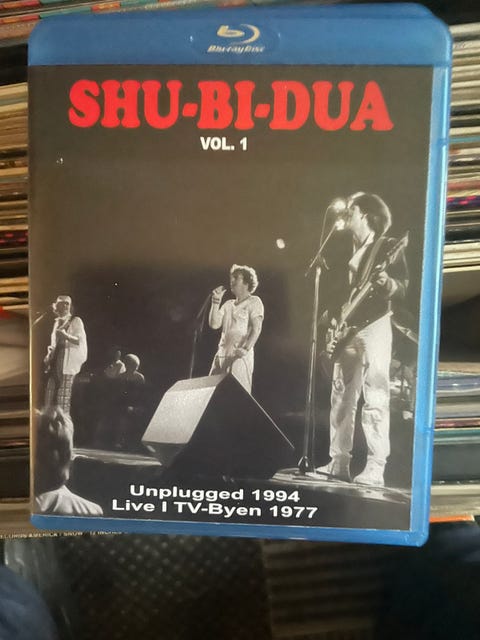 Blu-ray Disc
SHU-BI-DUA
VOL. 1
Unplugged 1994
Live I TV-Byen 1977